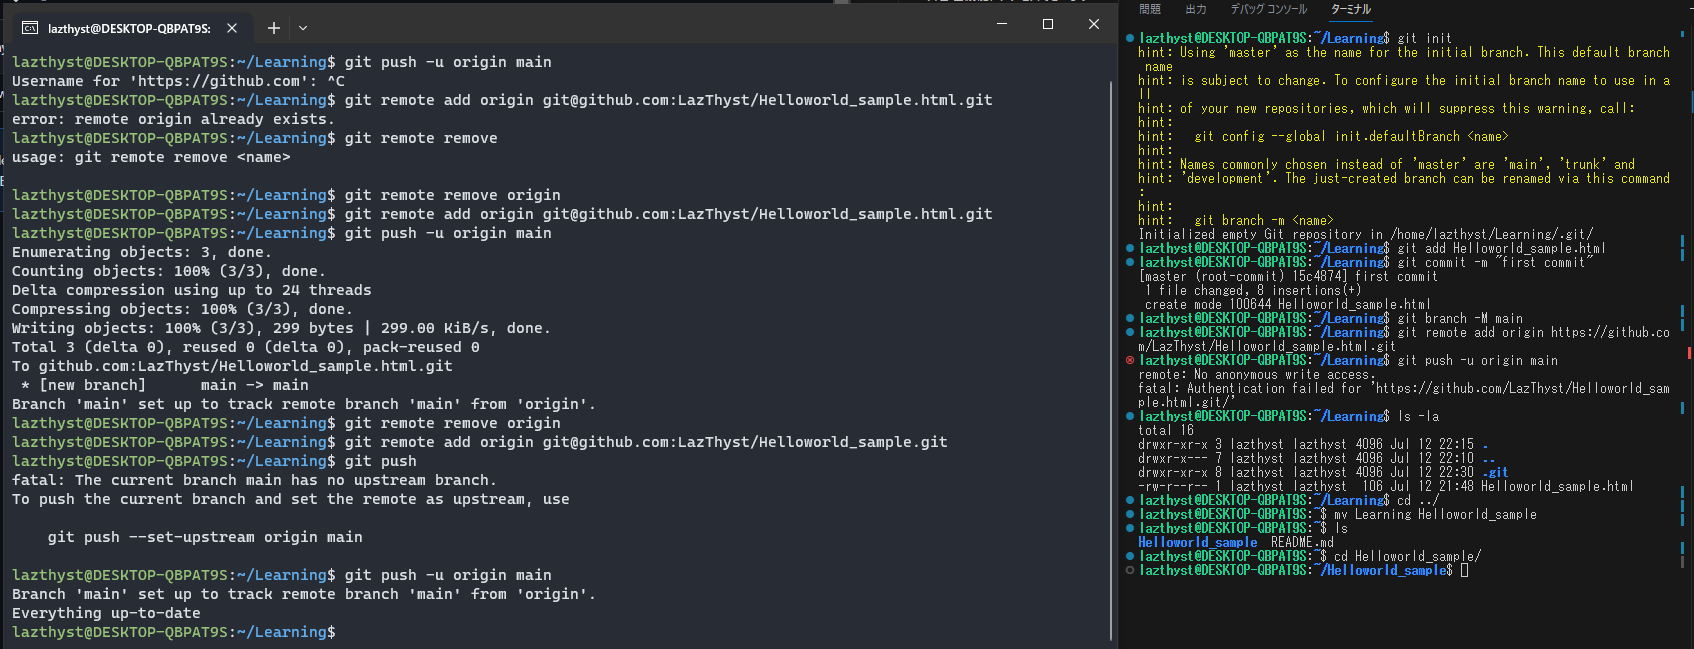 lazthyst@DESKTOP-QBPAT9S:
lazthyst@DESKTOP-QBPAT9S:~/Learning$ git push -u origin main
Username for 'https://github.com': ^C
lazthyst@DESKTOP-QBPAT9S:~/Learning$ git remote add origin git@github.com:LazThyst/Helloworld_sample.html.git
error: remote origin already exists.
lazthyst@DESKTOP-QBPAT9S:~/Learning$ git remote remove
usage: git remote remove <name>
lazthyst@DESKTOP-QBPAT9S:~/Learning$ git remote remove origin
lazthyst@DESKTOP-QBPAT9S:~/Learning$ git remote add origin git@github.com:LazThyst/Helloworld_sample.html.git
lazthyst@DESKTOP-QBPAT9S:~/Learning$ git push -u origin main
Enumerating objects: 3, done.
Counting objects: 100% (3/3), done.
Delta compression using up to 24 threads
Compressing objects: 100% (3/3), done.
Writing objects: 100% (3/3), 299 bytes | 299.00 KiB/s, done.
Total 3 (delta 0), reused 0 (delta 0), pack-reused 0
To github.com:LazThyst/Helloworld_sample.html.git
 * [new branch]      main -> main
Branch 'main' set up to track remote branch 'main' from 'origin'.
lazthyst@DESKTOP-QBPAT9S:~/Learning$ git remote remove origin
lazthyst@DESKTOP-QBPAT9S:~/Learning$ git remote add origin git@github.com:LazThyst/Helloworld_sample.git
lazthyst@DESKTOP-QBPAT9S:~/Learning$ git push
fatal: The current branch main has no upstream branch.
To push the current branch and set the remote as upstream, use
    git push --set-upstream origin main
lazthyst@DESKTOP-QBPAT9S:~/Learning$ git push -u origin main
Branch 'main' set up to track remote branch 'main' from 'origin'.
Everything up-to-date
lazthyst@DESKTOP-QBPAT9S:~/Learning$
問題 出力 デバッグ コンソール ターミナル
lazthyst@DESKTOP-QBPAT9S:~/Learning$ git init
hint: Using 'master' as the name for the initial branch. This default branch
 name
hint: is subject to change. To configure the initial branch name to use in a
ll
hint: of your new repositories, which will suppress this warning, call:
hint:
hint:   git config --global init.defaultBranch <name>
hint:
hint: Names commonly chosen instead of 'master' are 'main', 'trunk' and
hint: 'development'. The just-created branch can be renamed via this command
:
hint:
hint:   git branch -m <name>
Initialized empty Git repository in /home/lazthyst/Learning/.git/
lazthyst@DESKTOP-QBPAT9S:~/Learning$ git add Helloworld_sample.html
lazthyst@DESKTOP-QBPAT9S:~/Learning$ git commit -m "first commit"
[master (root-commit) 15c4874] first commit
 1 file changed, 8 insertions(+)
 create mode 100644 Helloworld_sample.html
lazthyst@DESKTOP-QBPAT9S:~/Learning$ git branch -M main
lazthyst@DESKTOP-QBPAT9S:~/Learning$ git remote add origin https://github.co
m/LazThyst/Helloworld_sample.html.git
lazthyst@DESKTOP-QBPAT9S:~/Learning$ git push -u origin main
remote: No anonymous write access.
fatal: Authentication failed for 'https://github.com/LazThyst/Helloworld_sam
ple.html.git/'
lazthyst@DESKTOP-QBPAT9S:~/Learning$ ls -la
total 16
drwxr-xr-x 3 lazthyst lazthyst 4096 Jul 12 22:15 .
drwxr-x--- 7 lazthyst lazthyst 4096 Jul 12 22:10 ..
drwxr-xr-x 8 lazthyst lazthyst 4096 Jul 12 22:30 .git
-rw-r--r-- 1 lazthyst lazthyst  106 Jul 12 21:48 Helloworld_sample.html
lazthyst@DESKTOP-QBPAT9S:~/Learning$ cd ../
lazthyst@DESKTOP-QBPAT9S:~$ mv Learning Helloworld_sample
lazthyst@DESKTOP-QBPAT9S:~$ ls
Helloworld_sample  README.md
lazthyst@DESKTOP-QBPAT9S:~$ cd Helloworld_sample/
lazthyst@DESKTOP-QBPAT9S:~/Helloworld_sample$